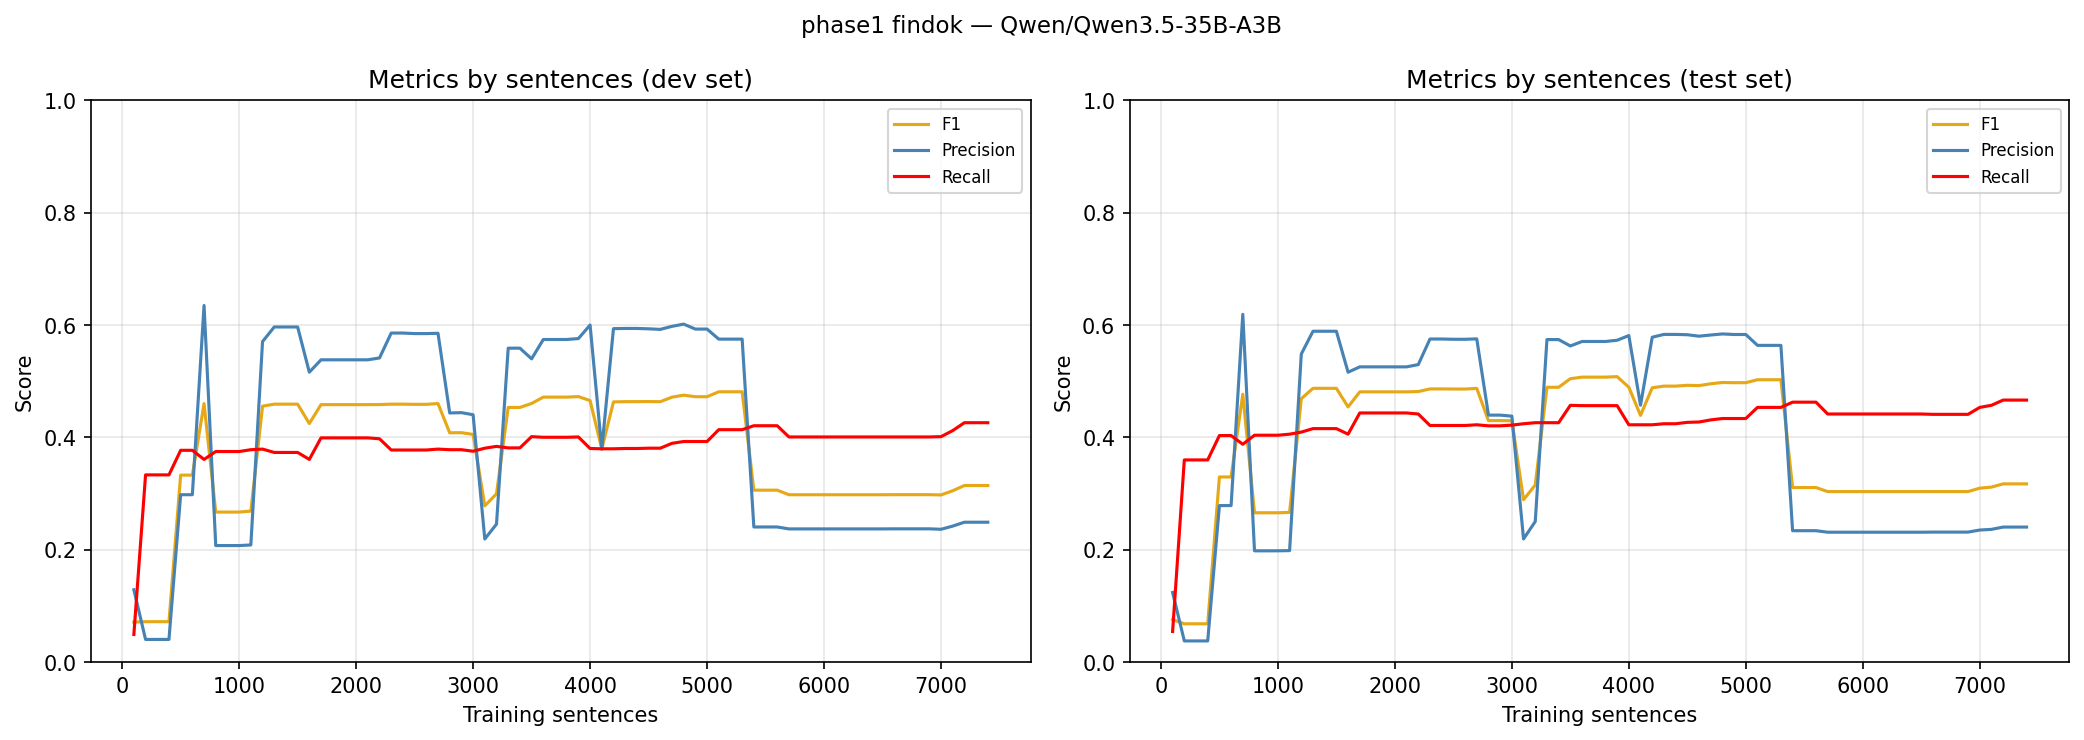 phase1 findok — Qwen/Qwen3.5-35B-A3B
Metrics by sentences (dev set)
1.0
0.8
0.6
0.4
0.2
0.0
Score
F1
Precision
Recall
0 1000 2000 3000 4000 5000 6000 7000
Training sentences
Metrics by sentences (test set)
1.0
0.8
0.6
0.4
0.2
0.0
Score
F1
Precision
Recall
0 1000 2000 3000 4000 5000 6000 7000
Training sentences